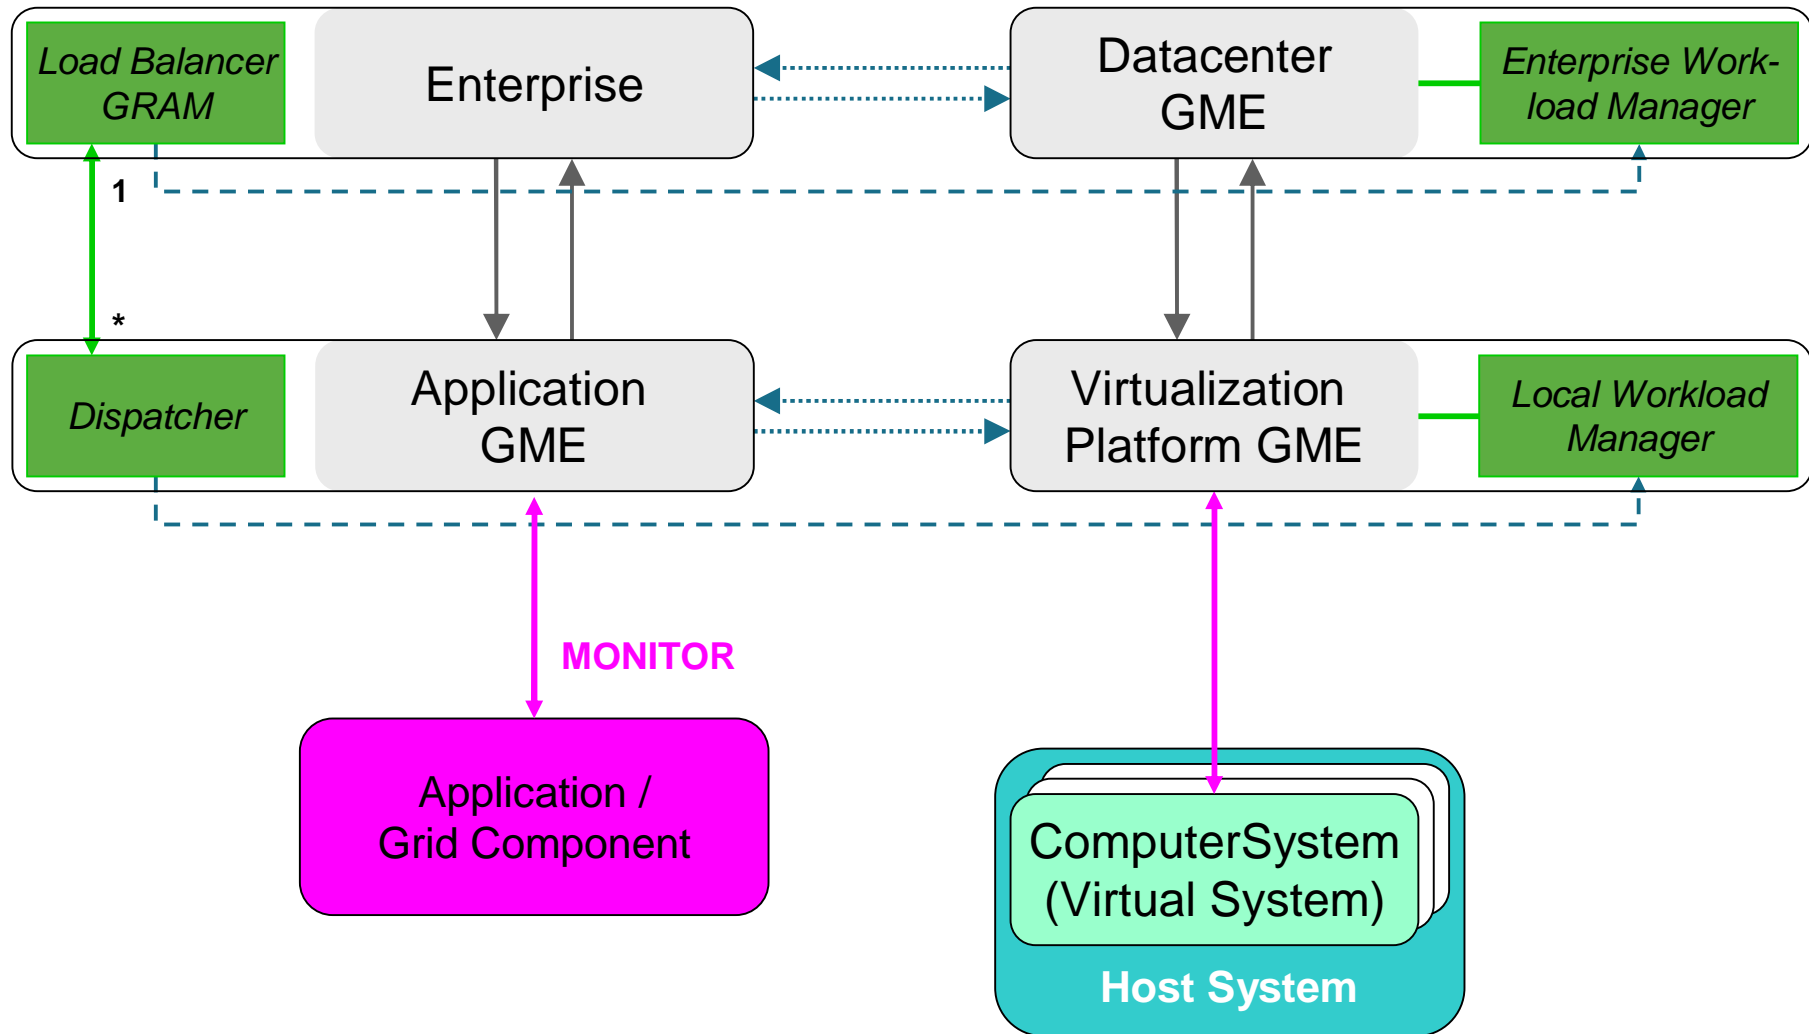 Load Balancer
GRAM
Enterprise
Datacenter
GME
Enterprise Work-
load Manager
1
*
Dispatcher
Application
GME
Virtualization
Platform GME
Local Workload
Manager
MONITOR
Application /
Grid Component
ComputerSystem
(Virtual System)
Host System